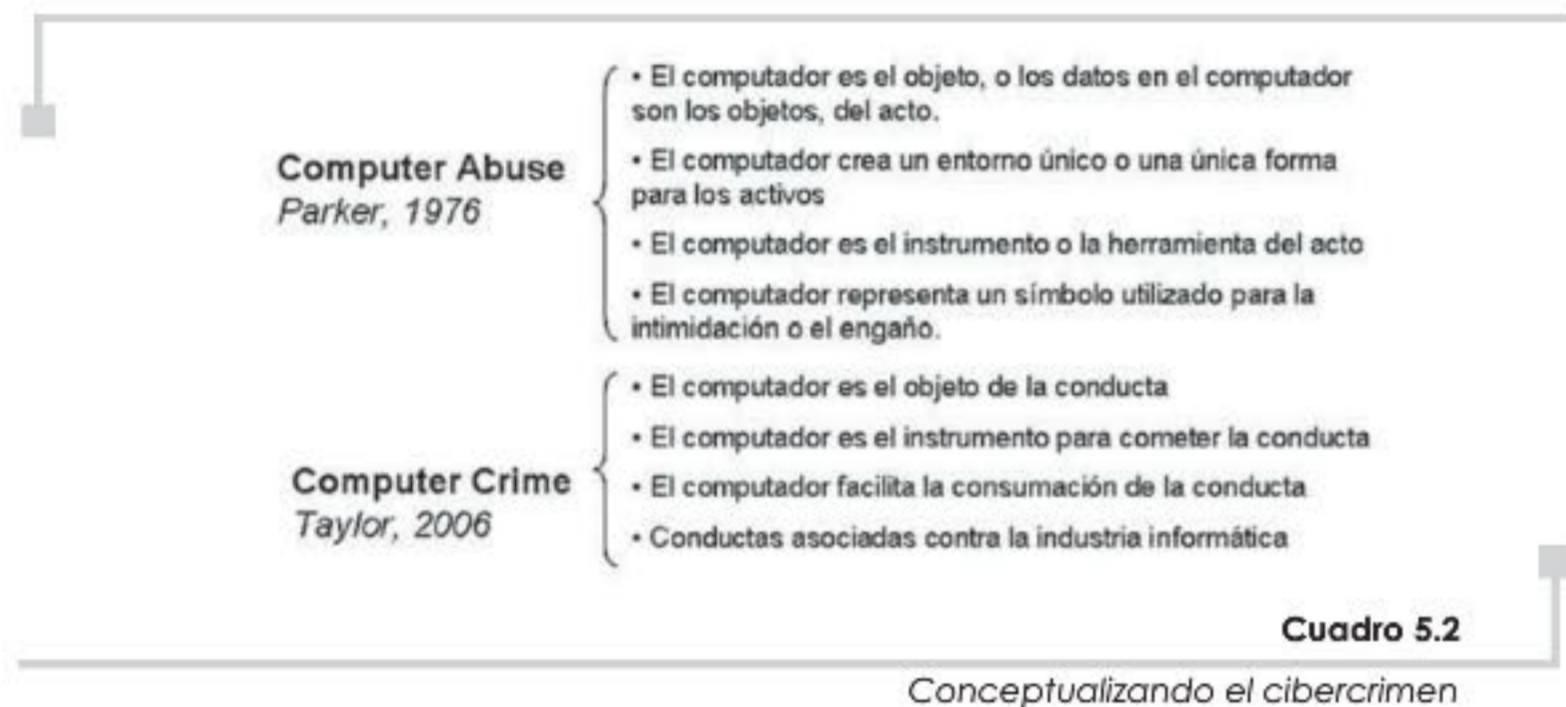 • El computador es el objeto, o los datos en el computador
son los objetos, del acto.
Computer Abuse
Parker, 1976
• El computador crea un entorno único o una única forma
para los activos
• El computador es el instrumento o la herramienta del acto
• El computador representa un símbolo utilizado para la
intimidación o el engaño.
Computer Crime
Taylor, 2006
• El computador es el objeto de la conducta
• El computador es el instrumento para cometer la conducta
• El computador facilita la consumación de la conducta
• Conductas asociadas contra la industria informática
Cuadro 5.2
Conceptualizando el cibercrimen